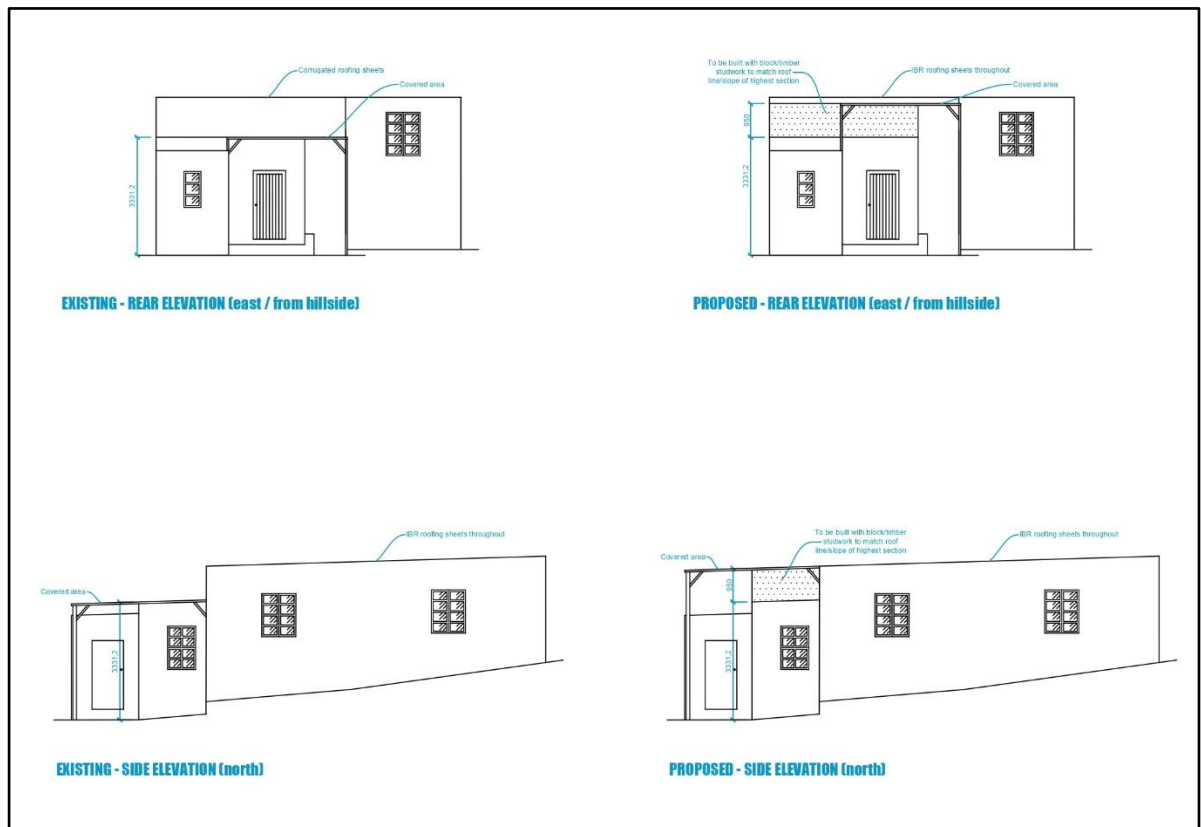 Corrugated roofing sheets
Covered area
3331,2
EXISTING - REAR ELEVATION (east / from hillside)
To be built with block/timber
studwork to match roof
line/slope of highest section
IBR roofing sheets throughout
Covered area
950
3331,2
PROPOSED - REAR ELEVATION (east / from hillside)
IBR roofing sheets throughout
Covered area
3331,2
EXISTING - SIDE ELEVATION (north)
To be built with block/timber
studwork to match roof
line/slope of highest section
Covered area
IBR roofing sheets throughout
950
3331,2
PROPOSED - SIDE ELEVATION (north)